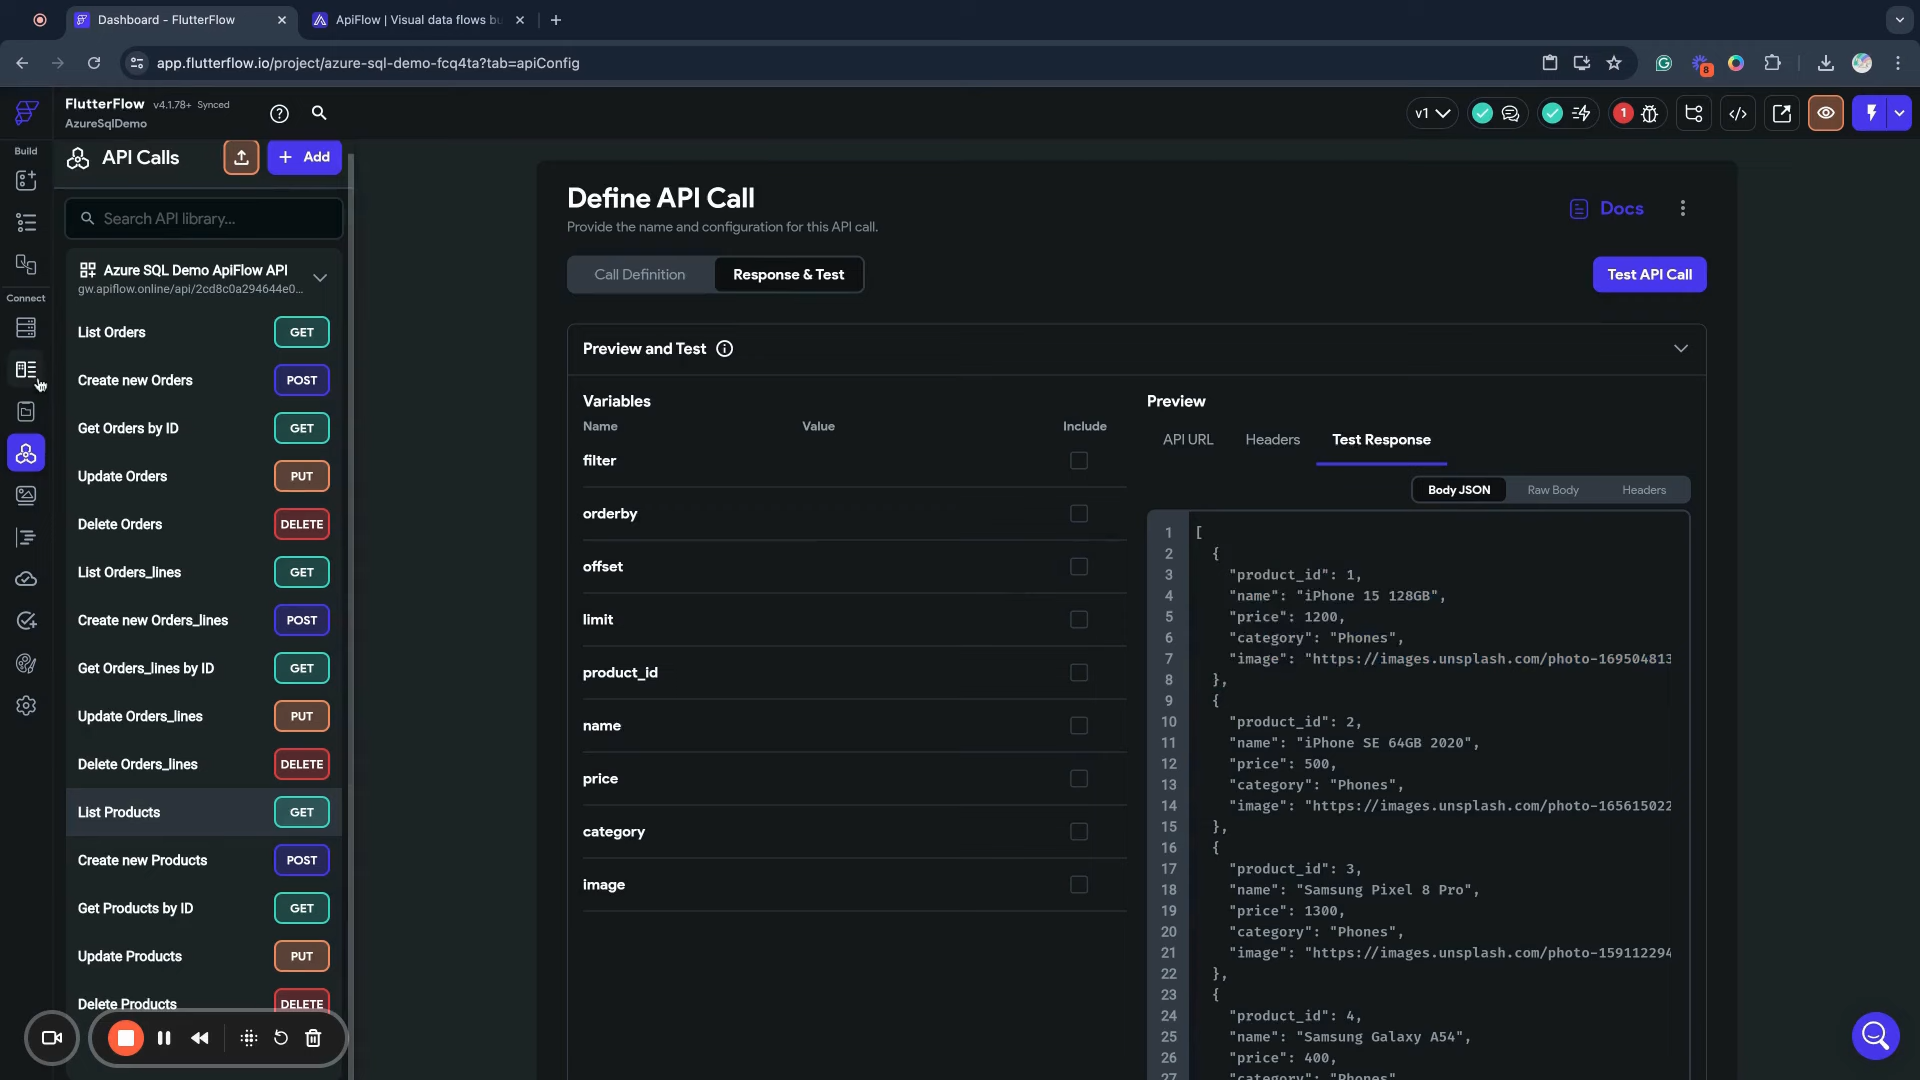 Dashboard - FlutterFlow
ApiFlow | Visual data flows bu
app.flutterflow.io/project/azure-sql-demo-fcq4ta?tab=apiConfig
8
FlutterFlow v4.1.78+ Synced
AzureSqlDemo
v1
1
Build
Connect
API Calls
+ Add
Search API library...
Azure SQL Demo ApiFlow API
gw.apiflow.online/api/2cd8c0a294644e0...
List Orders GET
Create new Orders POST
Get Orders by ID GET
Update Orders PUT
Delete Orders DELETE
List Orders_lines GET
Create new Orders_lines POST
Get Orders_lines by ID GET
Update Orders_lines PUT
Delete Orders_lines DELETE
List Products GET
Create new Products POST
Get Products by ID GET
Update Products PUT
Delete Products DELETE
Define API Call
Provide the name and configuration for this API call.
Docs
Call Definition Response & Test
Test API Call
Preview and Test
Variables
Name Value Include
filter
orderby
offset
limit
product_id
name
price
category
image
Preview
API URL Headers Test Response
Body JSON Raw Body Headers
1 [
2 {
3 "product_id": 1,
4 "name": "iPhone 15 128GB",
5 "price": 1200,
6 "category": "Phones",
7 "image": "https://images.unsplash.com/photo-169504813
8 },
9 {
10 "product_id": 2,
11 "name": "iPhone SE 64GB 2020",
12 "price": 500,
13 "category": "Phones",
14 "image": "https://images.unsplash.com/photo-165615022
15 },
16 {
17 "product_id": 3,
18 "name": "Samsung Pixel 8 Pro",
19 "price": 1300,
20 "category": "Phones",
21 "image": "https://images.unsplash.com/photo-159112294
22 },
23 {
24 "product_id": 4,
25 "name": "Samsung Galaxy A54",
26 "price": 400,
27 "category": "Phones"